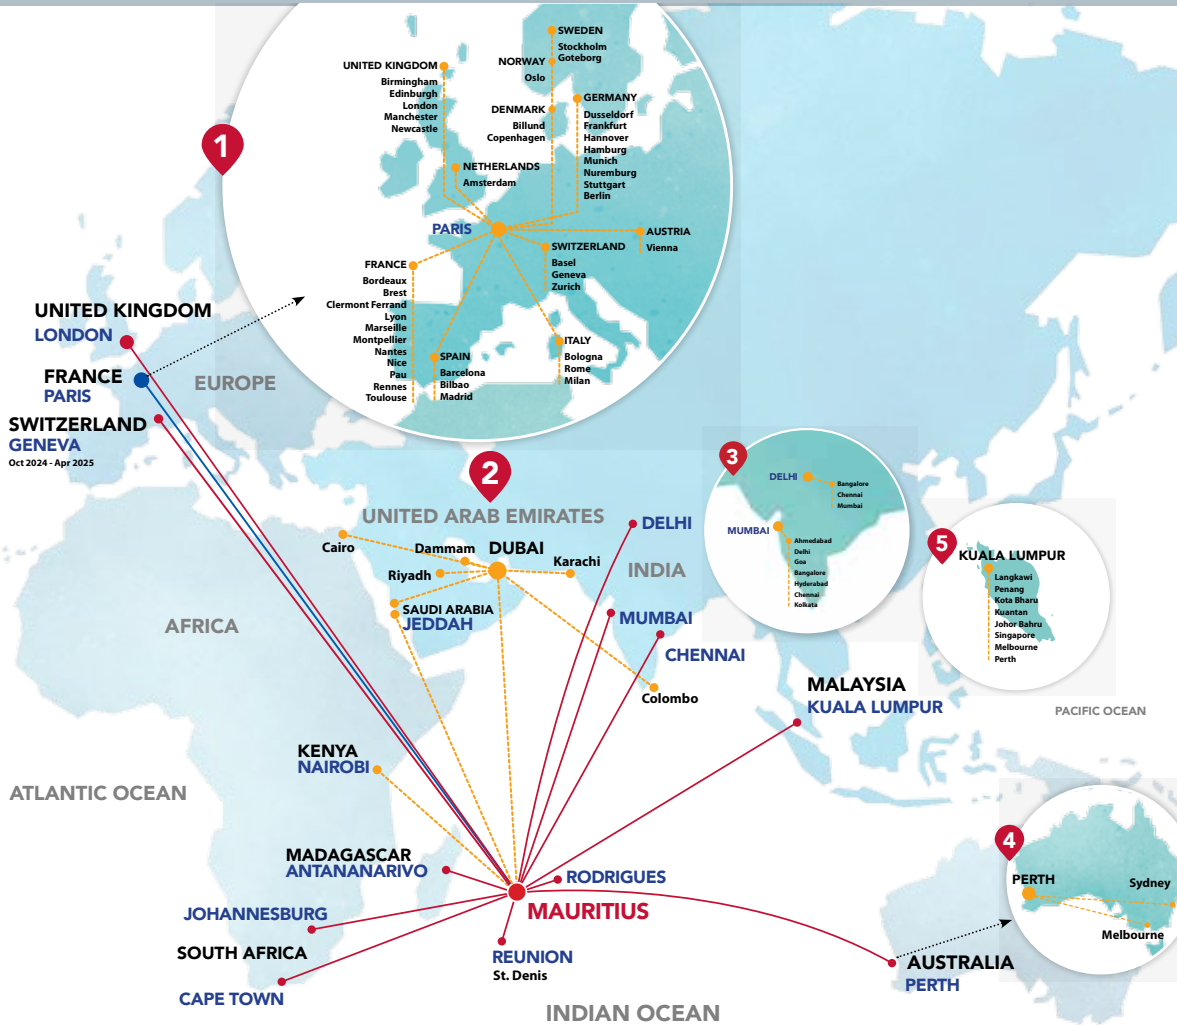 1
SWEDEN
Stockholm
Goteborg
NORWAY
Oslo
UNITED KINGDOM
Birmingham
Edinburgh
London
Manchester
Newcastle
DENMARK
Billund
Copenhagen
GERMANY
Dusseldorf
Frankfurt
Hannover
Hamburg
Munich
Nuremburg
Stuttgart
Berlin
NETHERLANDS
Amsterdam
PARIS
AUSTRIA
Vienna
SWITZERLAND
Basel
Geneva
Zurich
FRANCE
Bordeaux
Brest
Clermont Ferrand
Lyon
Marseille
Montpellier
Nantes
Nice
Pau
Rennes
Toulouse
SPAIN
Barcelona
Bilbao
Madrid
ITALY
Bologna
Rome
Milan
UNITED KINGDOM
LONDON
FRANCE
PARIS
SWITZERLAND
GENEVA
Oct 2024 - Apr 2025
EUROPE
2
UNITED ARAB EMIRATES
Cairo
Dammam
DUBAI
Karachi
Riyadh
SAUDI ARABIA
JEDDAH
DELHI
INDIA
MUMBAI
CHENNAI
Colombo
3
DELHI
Bangalore
Chennai
Mumbai
MUMBAI
Ahmedabad
Delhi
Goa
Bangalore
Hyderabad
Chennai
Kolkata
5
KUALA LUMPUR
Langkawi
Penang
Kota Bharu
Kuantan
Johor Bahru
Singapore
Melbourne
Perth
AFRICA
MALAYSIA
KUALA LUMPUR
PACIFIC OCEAN
KENYA
NAIROBI
ATLANTIC OCEAN
MADAGASCAR
ANTANANARIVO
RODRIGUES
MAURITIUS
JOHANNESBURG
SOUTH AFRICA
CAPE TOWN
REUNION
St. Denis
4
PERTH
Sydney
Melbourne
AUSTRALIA
PERTH
INDIAN OCEAN